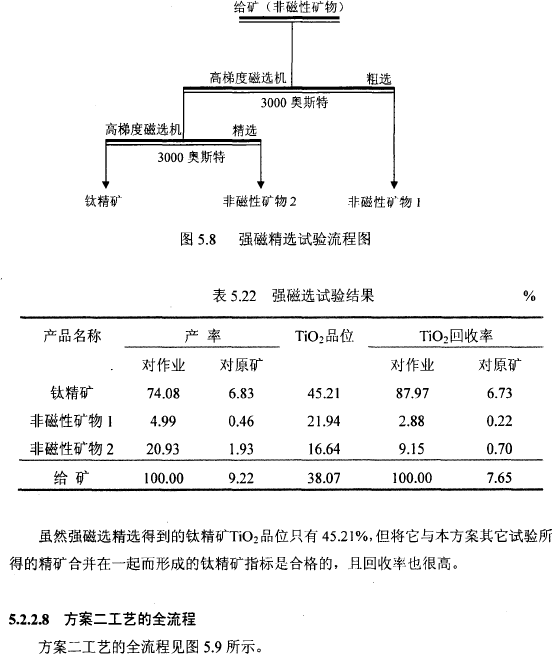 给矿（非磁性矿物）
高梯度磁选机 粗选
3000 奥斯特
高梯度磁选机 精选
3000 奥斯特
钛精矿 非磁性矿物 2 非磁性矿物 1
图 5.8 强磁精选试验流程图
表 5.22 强磁选试验结果 %
产品名称 产 率 TiO₂品位 TiO₂回收率
对作业 对原矿 对作业 对原矿
钛精矿 74.08 6.83 45.21 87.97 6.73
非磁性矿物 1 4.99 0.46 21.94 2.88 0.22
非磁性矿物 2 20.93 1.93 16.64 9.15 0.70
给 矿 100.00 9.22 38.07 100.00 7.65
虽然强磁选精选得到的钛精矿TiO₂品位只有 45.21%,但将它与本方案其它试验所
得的精矿合并在一起而形成的钛精矿指标是合格的，且回收率也很高。
5.2.2.8 方案二工艺的全流程
方案二工艺的全流程见图 5.9 所示。